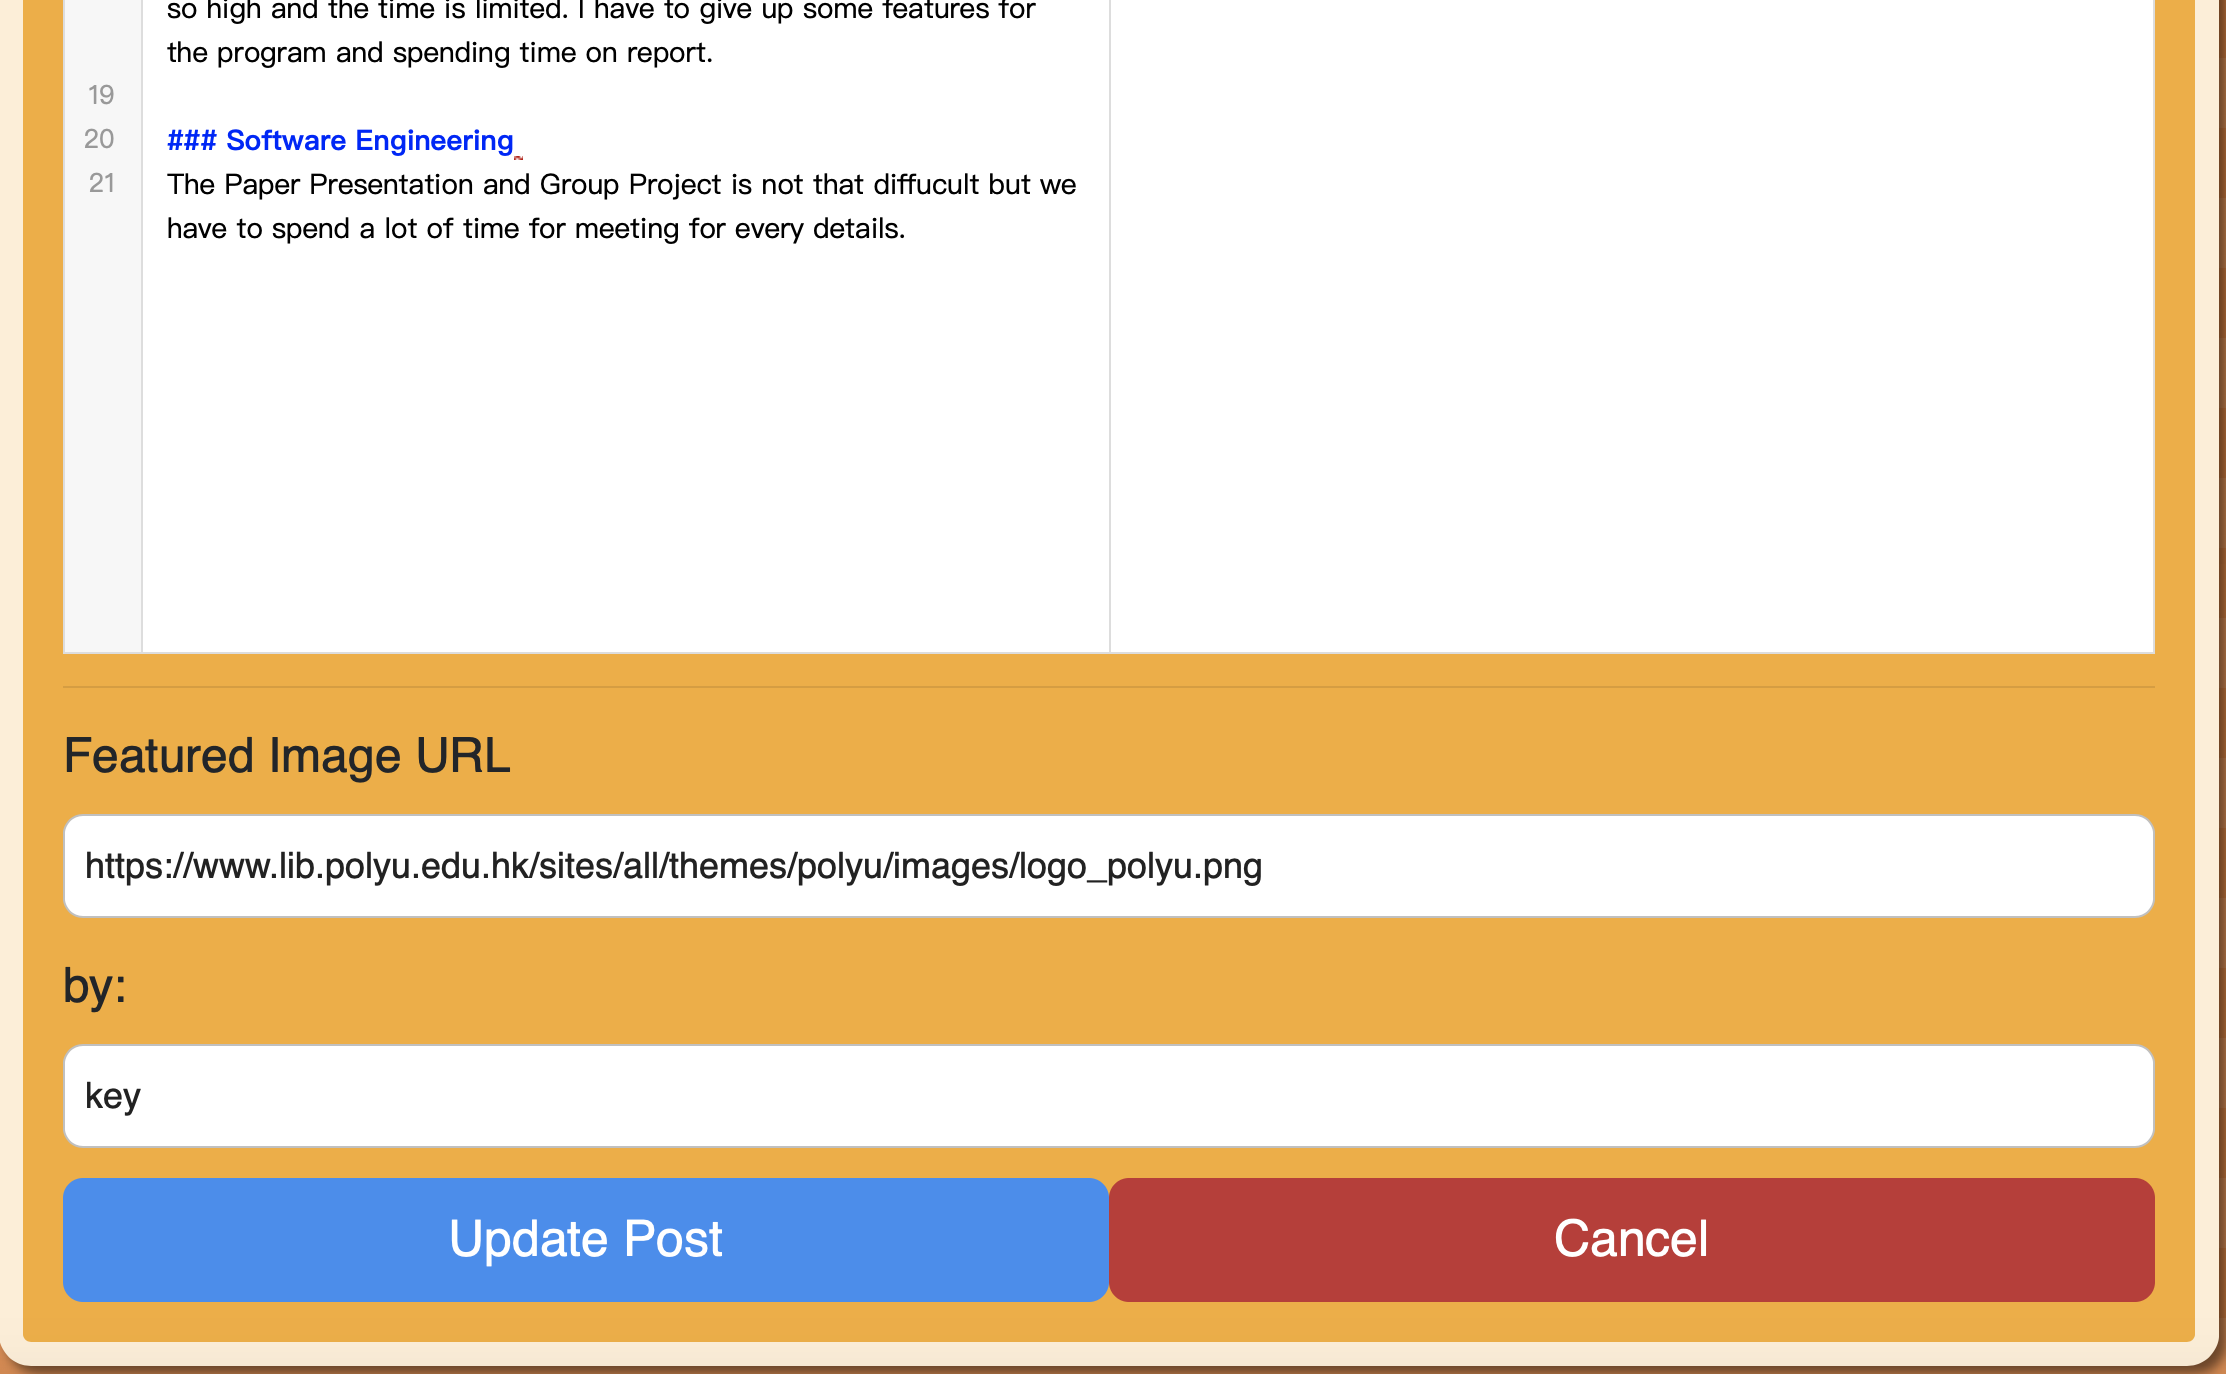 so high and the time is limited. I have to give up some features for
the program and spending time on report.
19
20 ### Software Engineering
21 The Paper Presentation and Group Project is not that diffucult but we
have to spend a lot of time for meeting for every details.
Featured Image URL
https://www.lib.polyu.edu.hk/sites/all/themes/polyu/images/logo_polyu.png
by:
key
Update Post Cancel